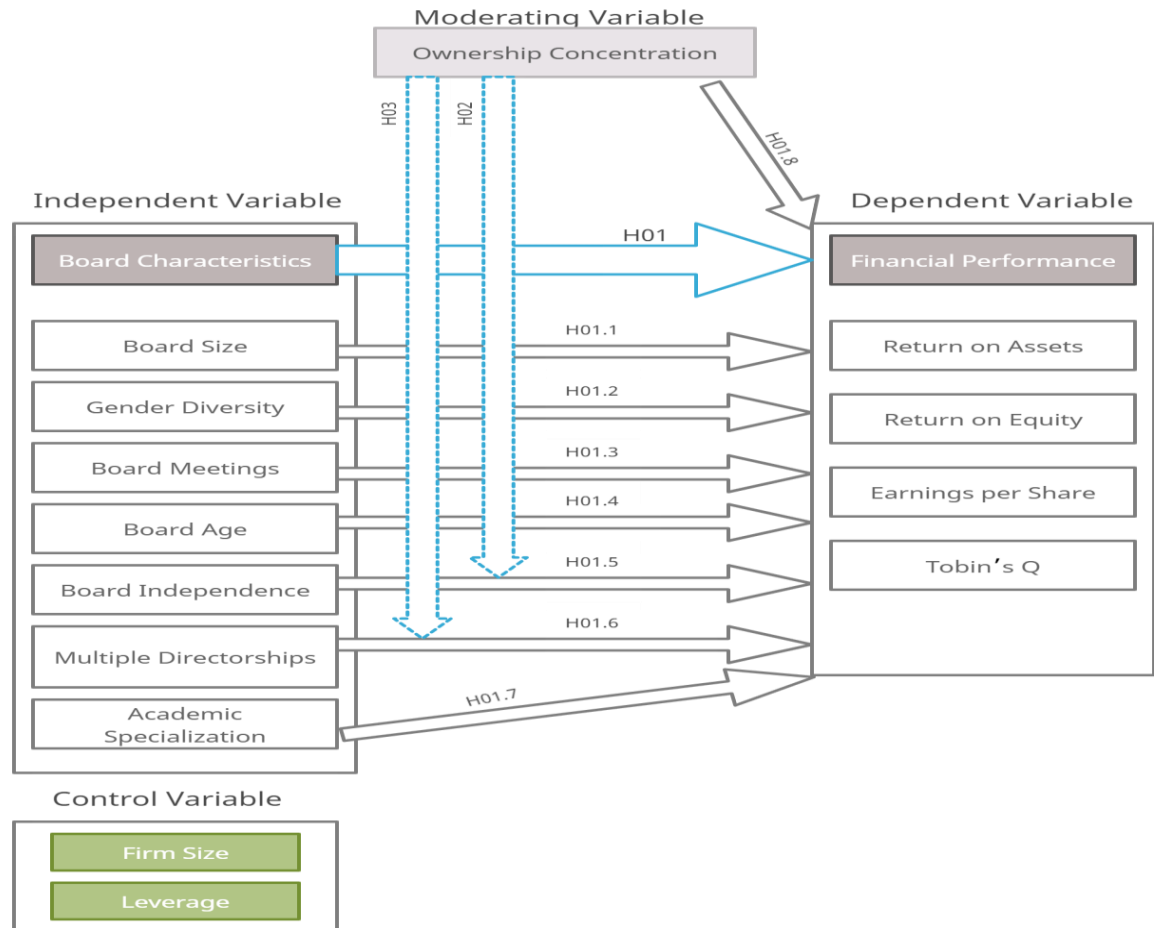 Moderating Variable
Ownership Concentration
H03
H02
H01.8
Independent Variable
Dependent Variable
Board Characteristics
H01
Financial Performance
Board Size
H01.1
Return on Assets
Gender Diversity
H01.2
Return on Equity
Board Meetings
H01.3
Earnings per Share
Board Age
H01.4
Board Independence
H01.5
Tobin’s Q
Multiple Directorships
H01.6
Academic
Specialization
H01.7
Control Variable
Firm Size
Leverage